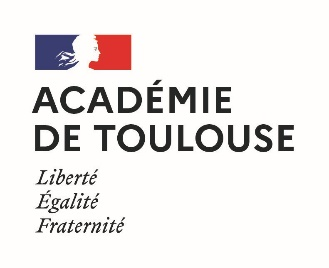 ACADÉMIE
DE TOULOUSE
Liberté
Égalité
Fraternité